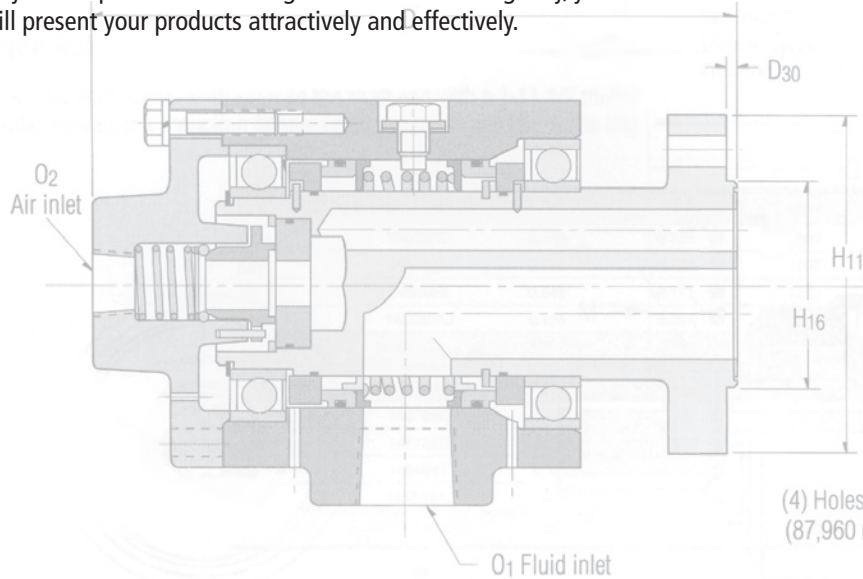 ill present your products attractively and effectively.
D
D30
O2
Air inlet
H11
H16
(4) Holes
(87,960
O1 Fluid inlet